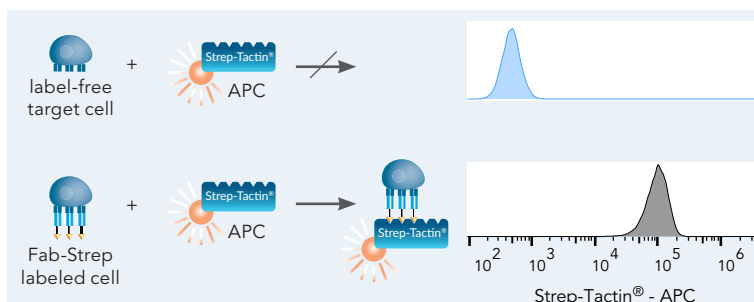 Strep-Tactin®
+
APC
label-free
target cell
Strep-Tactin®
+
APC
Strep-Tactin®
Fab-Strep
labeled cell
10² 10³ 10⁴ 10⁵ 10⁶
Strep-Tactin® - APC